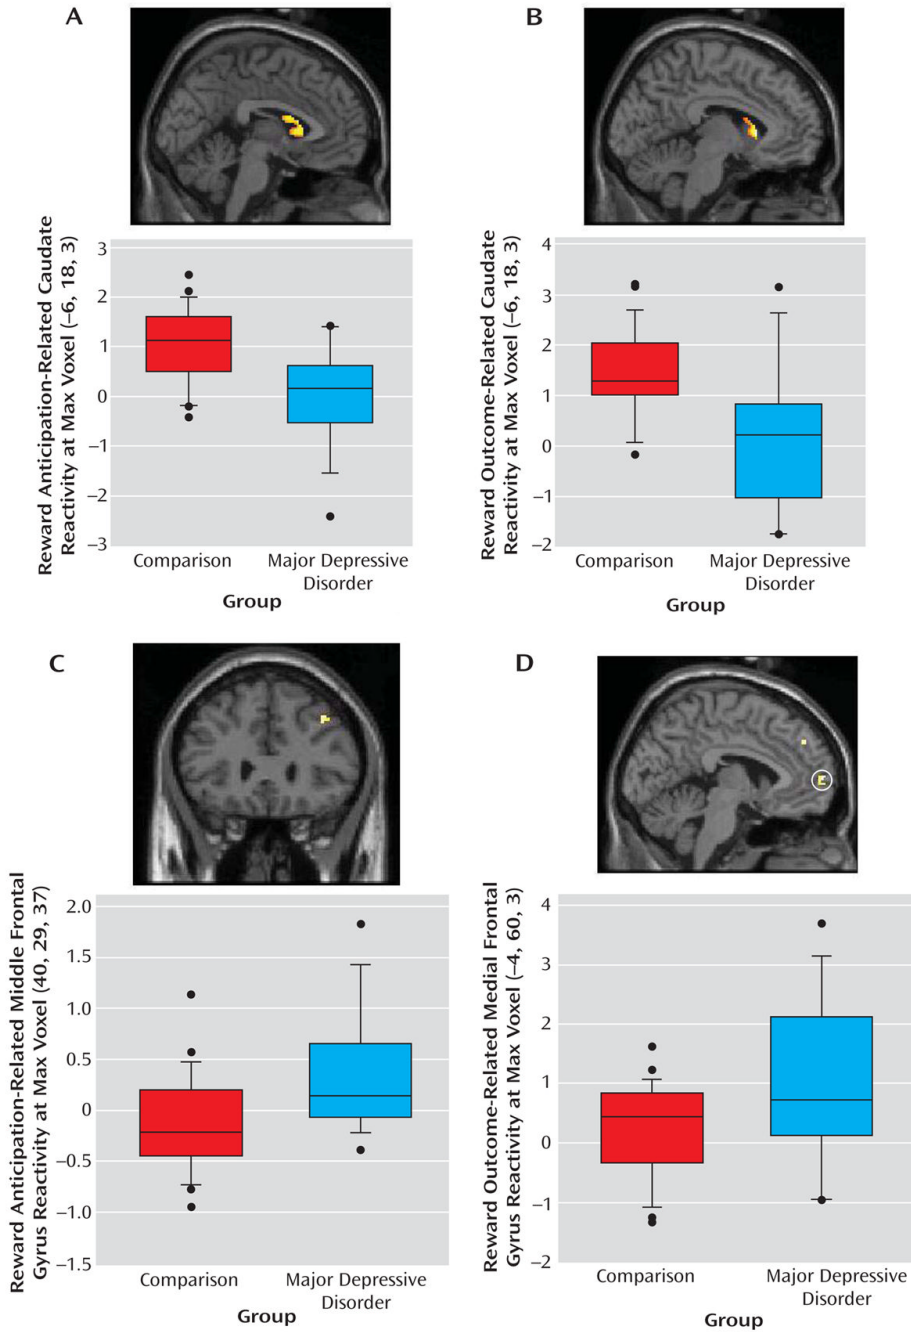 A
Reward Anticipation-Related Caudate
Reactivity at Max Voxel (–6, 18, 3)
3
2
1
0
–1
–2
–3
Comparison
Major Depressive
Disorder
Group
B
Reward Outcome-Related Caudate
Reactivity at Max Voxel (–6, 18, 3)
4
3
2
1
0
–1
–2
Comparison
Major Depressive
Disorder
Group
C
Reward Anticipation-Related Middle Frontal
Gyrus Reactivity at Max Voxel (40, 29, 37)
2.0
1.5
1.0
0.5
0
–0.5
–1.0
–1.5
Comparison
Major Depressive
Disorder
Group
D
Reward Outcome-Related Medial Frontal
Gyrus Reactivity at Max Voxel (–4, 60, 3)
4
3
2
1
0
–1
–2
Comparison
Major Depressive
Disorder
Group